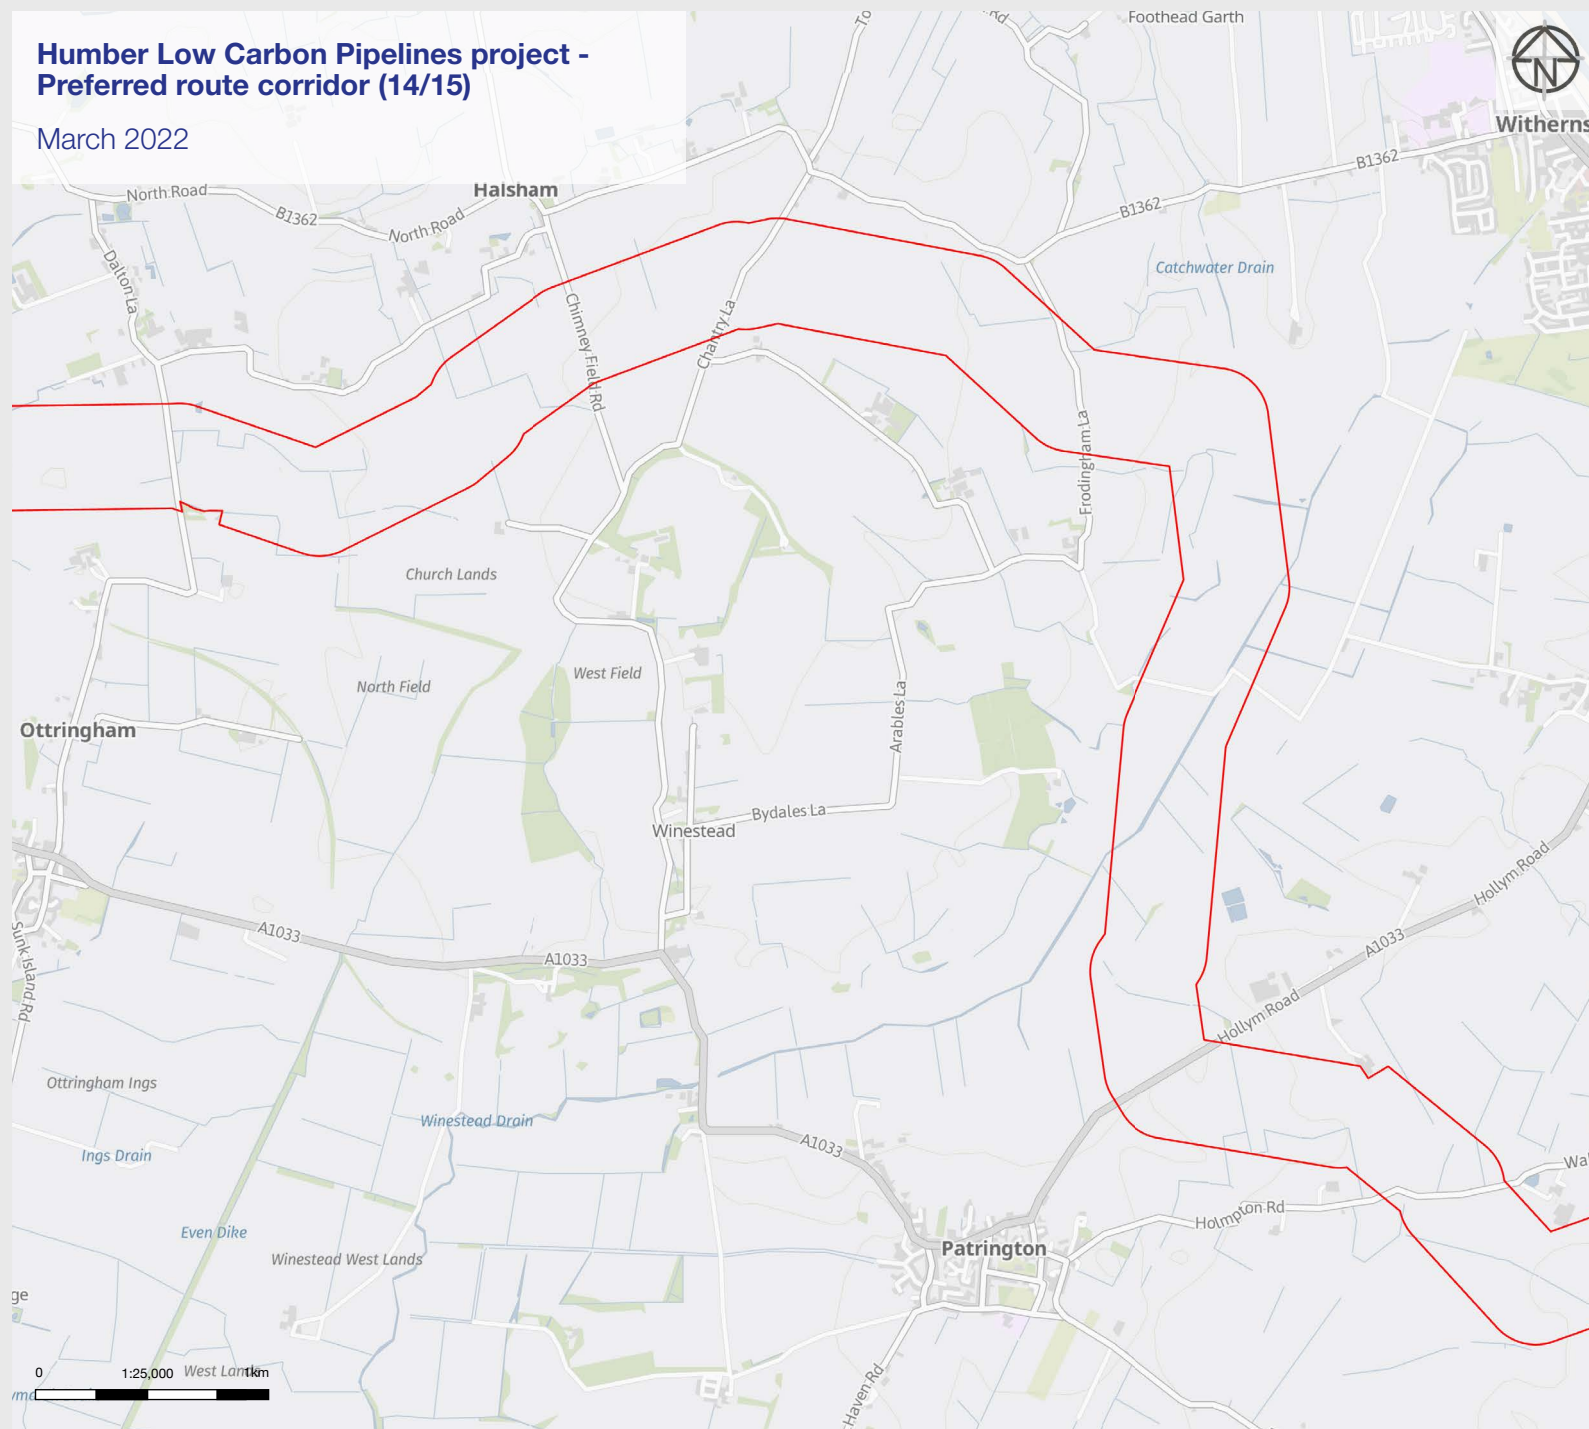 Humber Low Carbon Pipelines project -
Preferred route corridor (14/15)
March 2022
To
Rd
Foothead Garth
N
Witherns
B1362
North Road
Halsham
B1362
North Road
B1362
Dalton La
Catchwater Drain
Chimney Field Rd
Chantry La
Frodingham La
Church Lands
West Field
North Field
Ottringham
Arables La
Bydales La
Winestead
Hollym Road
A1033
A1033
A1033
Sunk Island Rd
Hollym Road
Ottringham Ings
Winestead Drain
A1033
Ings Drain
Wa
Holmpton Rd
Even Dike
Patrington
Winestead West Lands
ge
0
1:25,000
1km
West Lands
Haven Rd